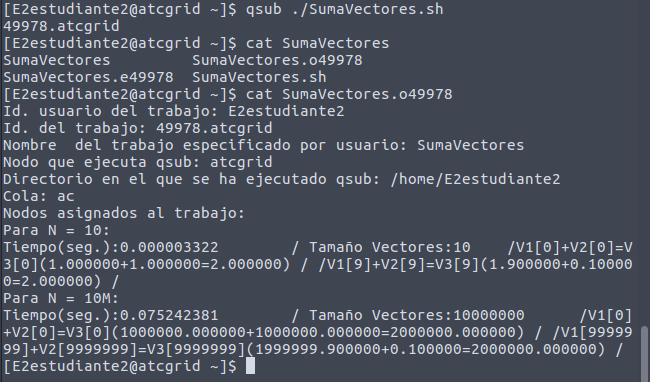 [E2estudiante2@atcgrid ~]$ qsub ./SumaVectores.sh
49978.atcgrid
[E2estudiante2@atcgrid ~]$ cat SumaVectores
SumaVectores         SumaVectores.o49978
SumaVectores.e49978  SumaVectores.sh
[E2estudiante2@atcgrid ~]$ cat SumaVectores.o49978
Id. usuario del trabajo: E2estudiante2
Id. del trabajo: 49978.atcgrid
Nombre  del trabajo especificado por usuario: SumaVectores
Nodo que ejecuta qsub: atcgrid
Directorio en el que se ha ejecutado qsub: /home/E2estudiante2
Cola: ac
Nodos asignados al trabajo:
Para N = 10:
Tiempo(seg.):0.000003322         / Tamaño Vectores:10    /V1[0]+V2[0]=V
3[0](1.000000+1.000000=2.000000) / /V1[9]+V2[9]=V3[9](1.900000+0.10000
0=2.000000) /
Para N = 10M:
Tiempo(seg.):0.075242381         / Tamaño Vectores:10000000      /V1[0]
+V2[0]=V3[0](1000000.000000+1000000.000000=2000000.000000) / /V1[99999
99]+V2[9999999]=V3[9999999](1999999.900000+0.100000=2000000.000000) /
[E2estudiante2@atcgrid ~]$